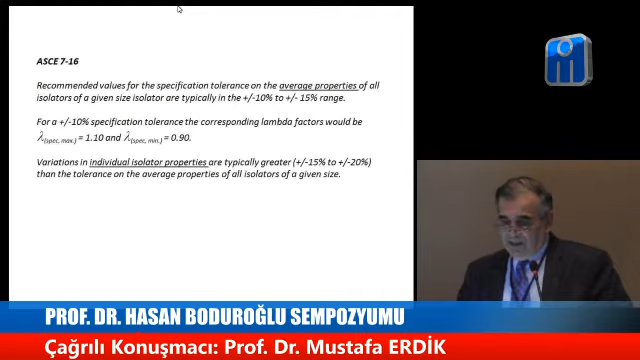 ASCE 7-16
Recommended values for the specification tolerance on the average properties of all
isolators of a given size isolator are typically in the +/-10% to +/- 15% range.
For a +/-10% specification tolerance the corresponding lambda factors would be
λ(spec, max.) = 1.10 and λ(spec, min.) = 0.90.
Variations in individual isolator properties are typically greater (+/-15% to +/-20%)
than the tolerance on the average properties of all isolators of a given size.
PROF. DR. HASAN BODUROĞLU SEMPOZYUMU
Çağrılı Konuşmacı: Prof. Dr. Mustafa ERDİK